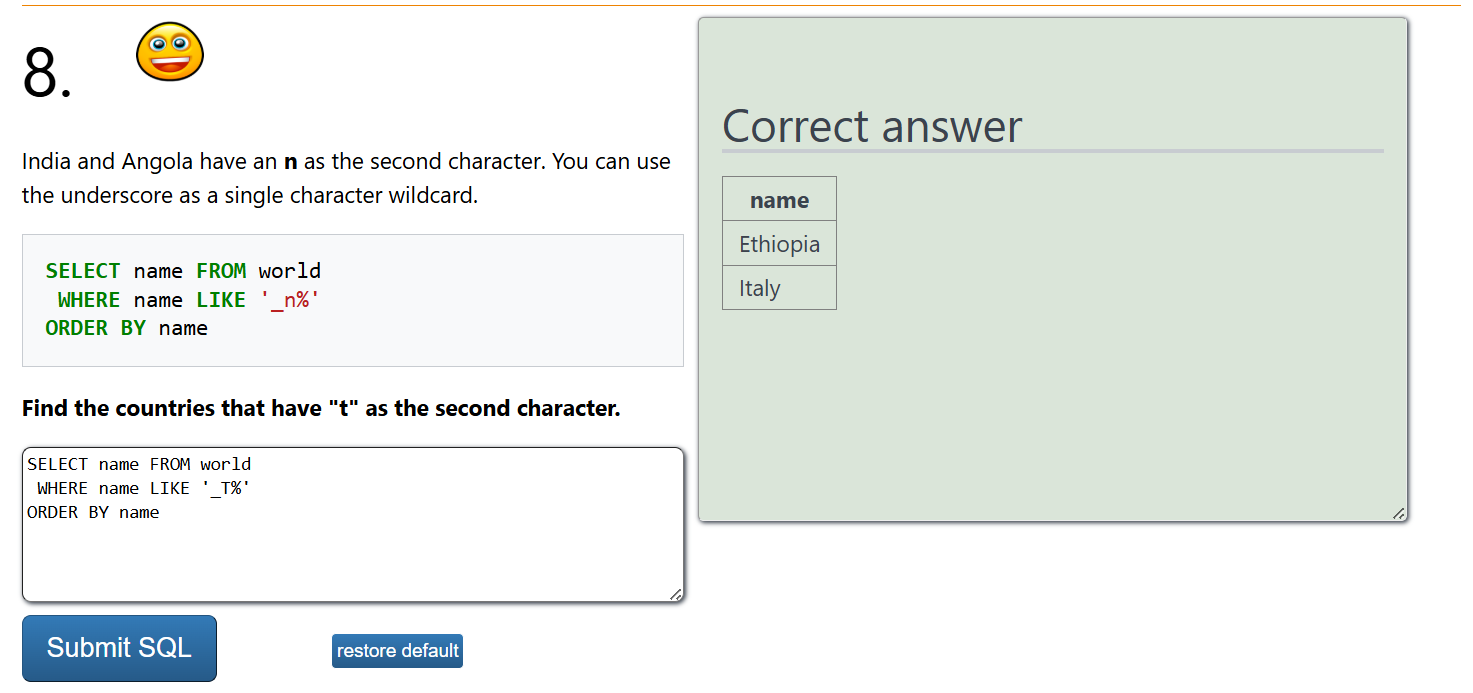 8.
India and Angola have an n as the second character. You can use
the underscore as a single character wildcard.
SELECT name FROM world
 WHERE name LIKE '_n%'
ORDER BY name
Find the countries that have "t" as the second character.
SELECT name FROM world
 WHERE name LIKE '_T%'
ORDER BY name
Submit SQL
restore default
Correct answer
name
Ethiopia
Italy